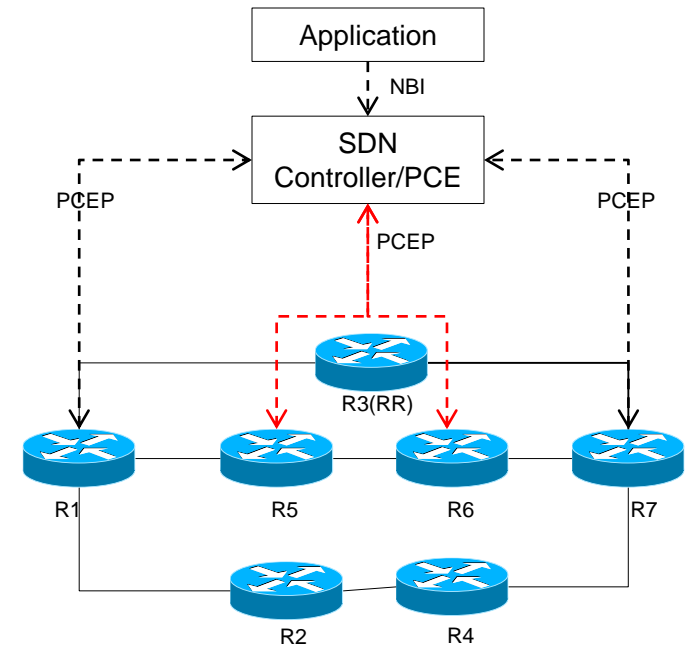 Application
NBI
SDN
Controller/PCE
PCEP
PCEP
PCEP
R3(RR)
R1
R5
R6
R7
R2
R4